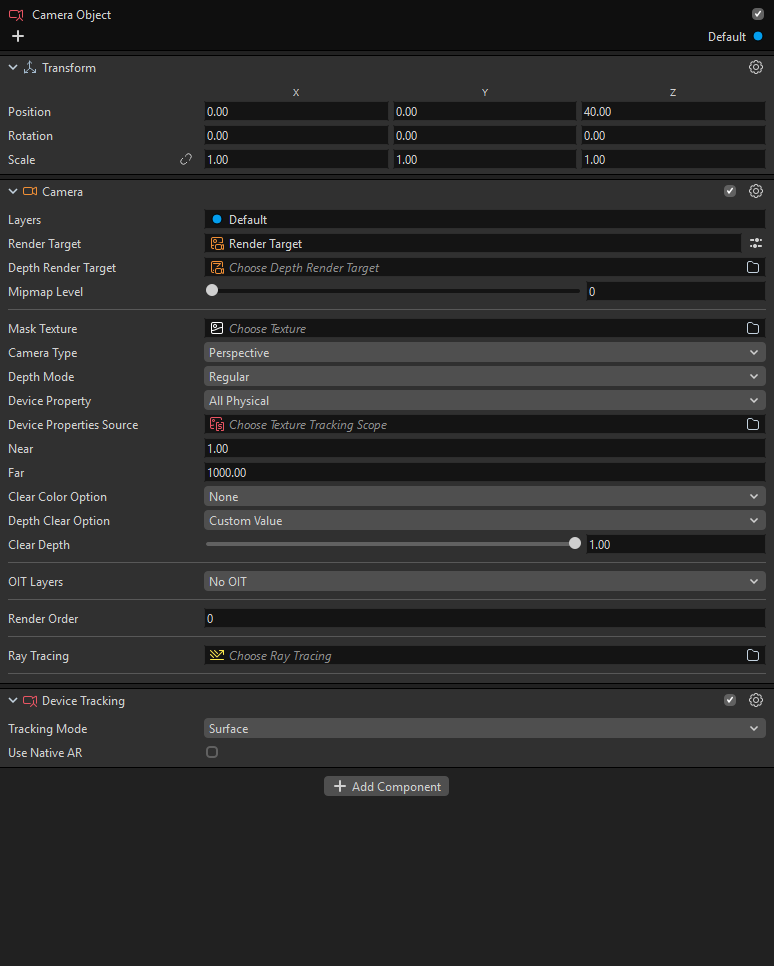 Camera Object
Default
Transform
X Y Z
Position 0.00 0.00 40.00
Rotation 0.00 0.00 0.00
Scale 1.00 1.00 1.00
Camera
Layers Default
Render Target Render Target
Depth Render Target Choose Depth Render Target
Mipmap Level 0
Mask Texture Choose Texture
Camera Type Perspective
Depth Mode Regular
Device Property All Physical
Device Properties Source Choose Texture Tracking Scope
Near 1.00
Far 1000.00
Clear Color Option None
Depth Clear Option Custom Value
Clear Depth 1.00
OIT Layers No OIT
Render Order 0
Ray Tracing Choose Ray Tracing
Device Tracking
Tracking Mode Surface
Use Native AR
Add Component